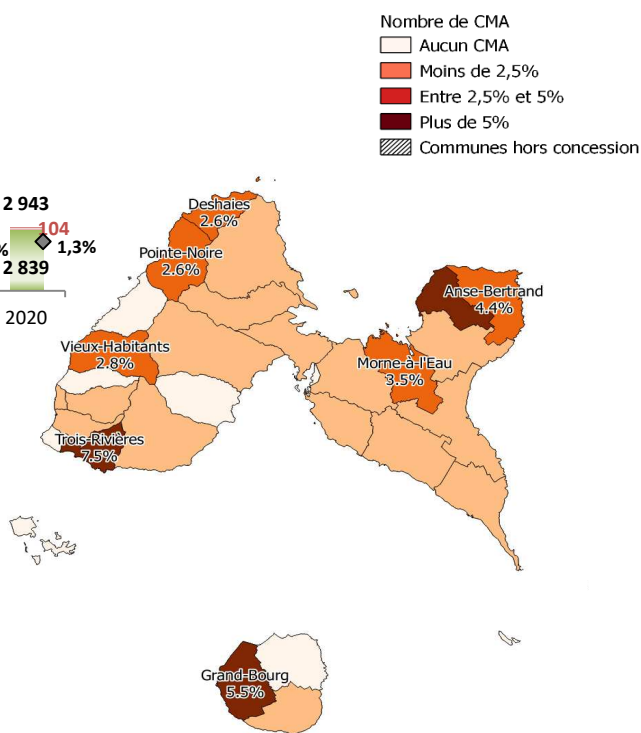 Nombre de CMA
Aucun CMA
Moins de 2,5%
Entre 2,5% et 5%
Plus de 5%
Communes hors concession
2 943
104
%
1,3%
2 839
2020
Deshaies
2.6%
Pointe-Noire
2.6%
Anse-Bertrand
4.4%
Vieux-Habitants
2.8%
Morne-à-l'Eau
3.5%
Trois-Rivières
7.5%
Grand-Bourg
5.5%